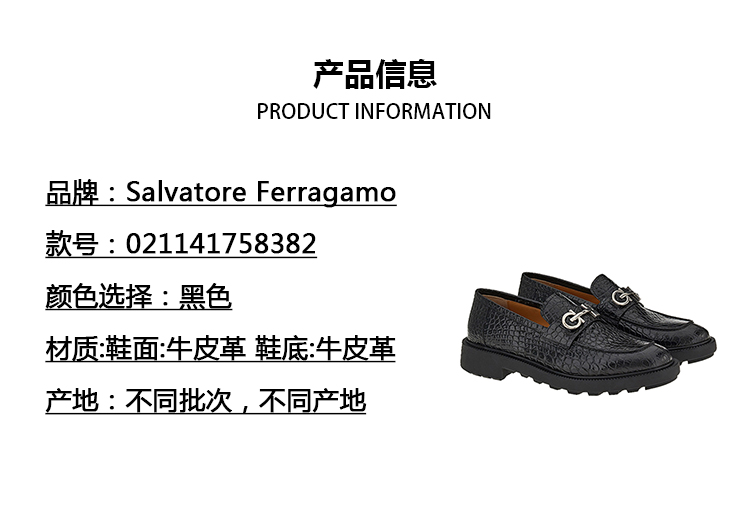 产品信息
PRODUCT INFORMATION
品牌：Salvatore Ferragamo
款号：021141758382
颜色选择：黑色
材质:鞋面:牛皮革 鞋底:牛皮革
产地：不同批次，不同产地